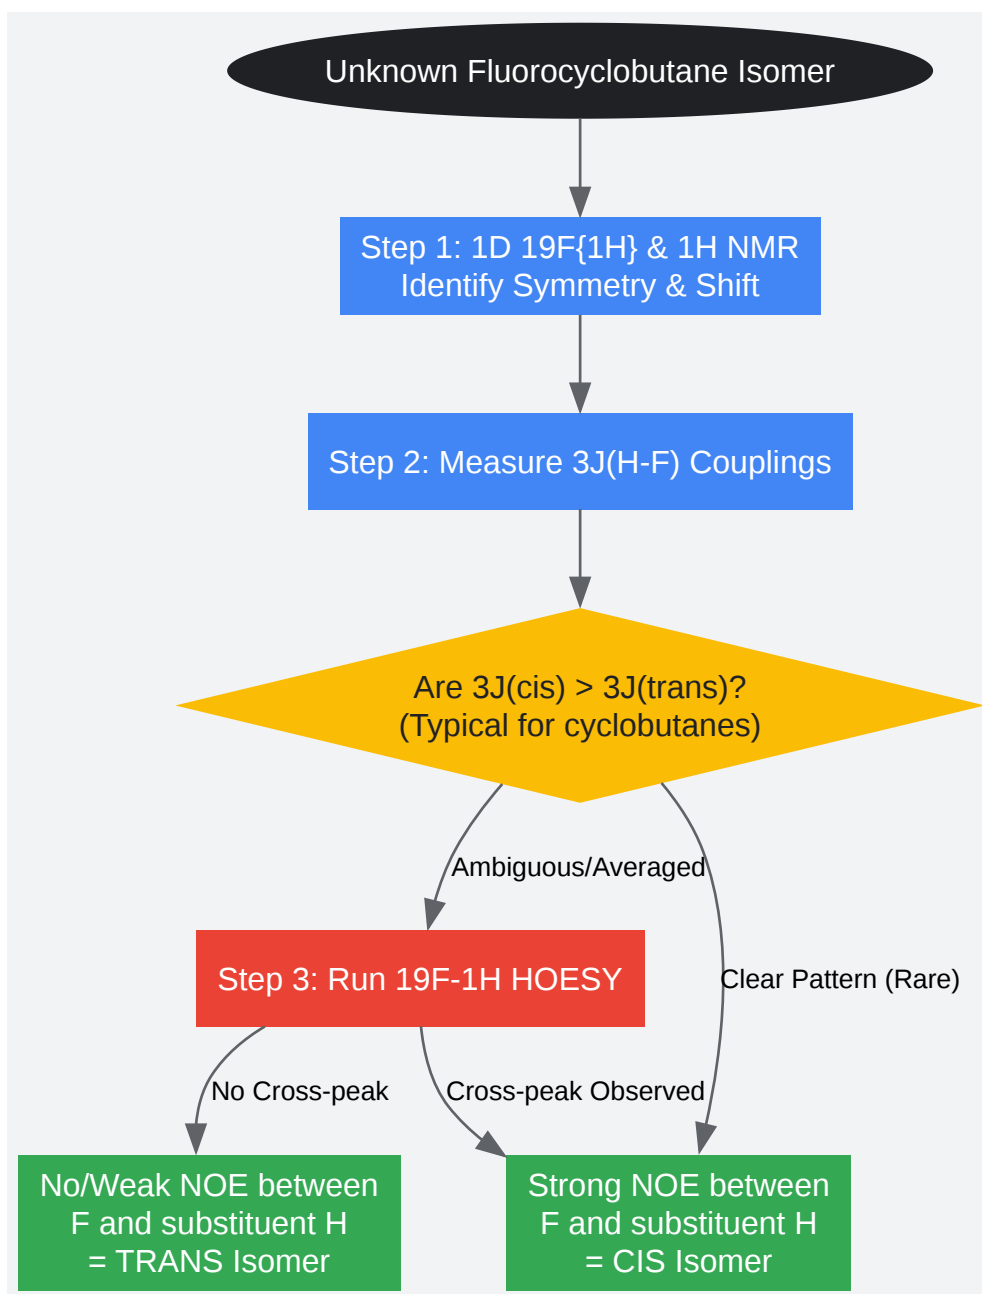 Unknown Fluorocyclobutane Isomer
Step 1: 1D 19F{1H} & 1H NMR
Identify Symmetry & Shift
Step 2: Measure 3J(H-F) Couplings
Are 3J(cis) > 3J(trans)?
(Typical for cyclobutanes)
Ambiguous/Averaged
Clear Pattern (Rare)
Step 3: Run 19F-1H HOESY
No Cross-peak
Cross-peak Observed
No/Weak NOE between
F and substituent H
= TRANS Isomer
Strong NOE between
F and substituent H
= CIS Isomer